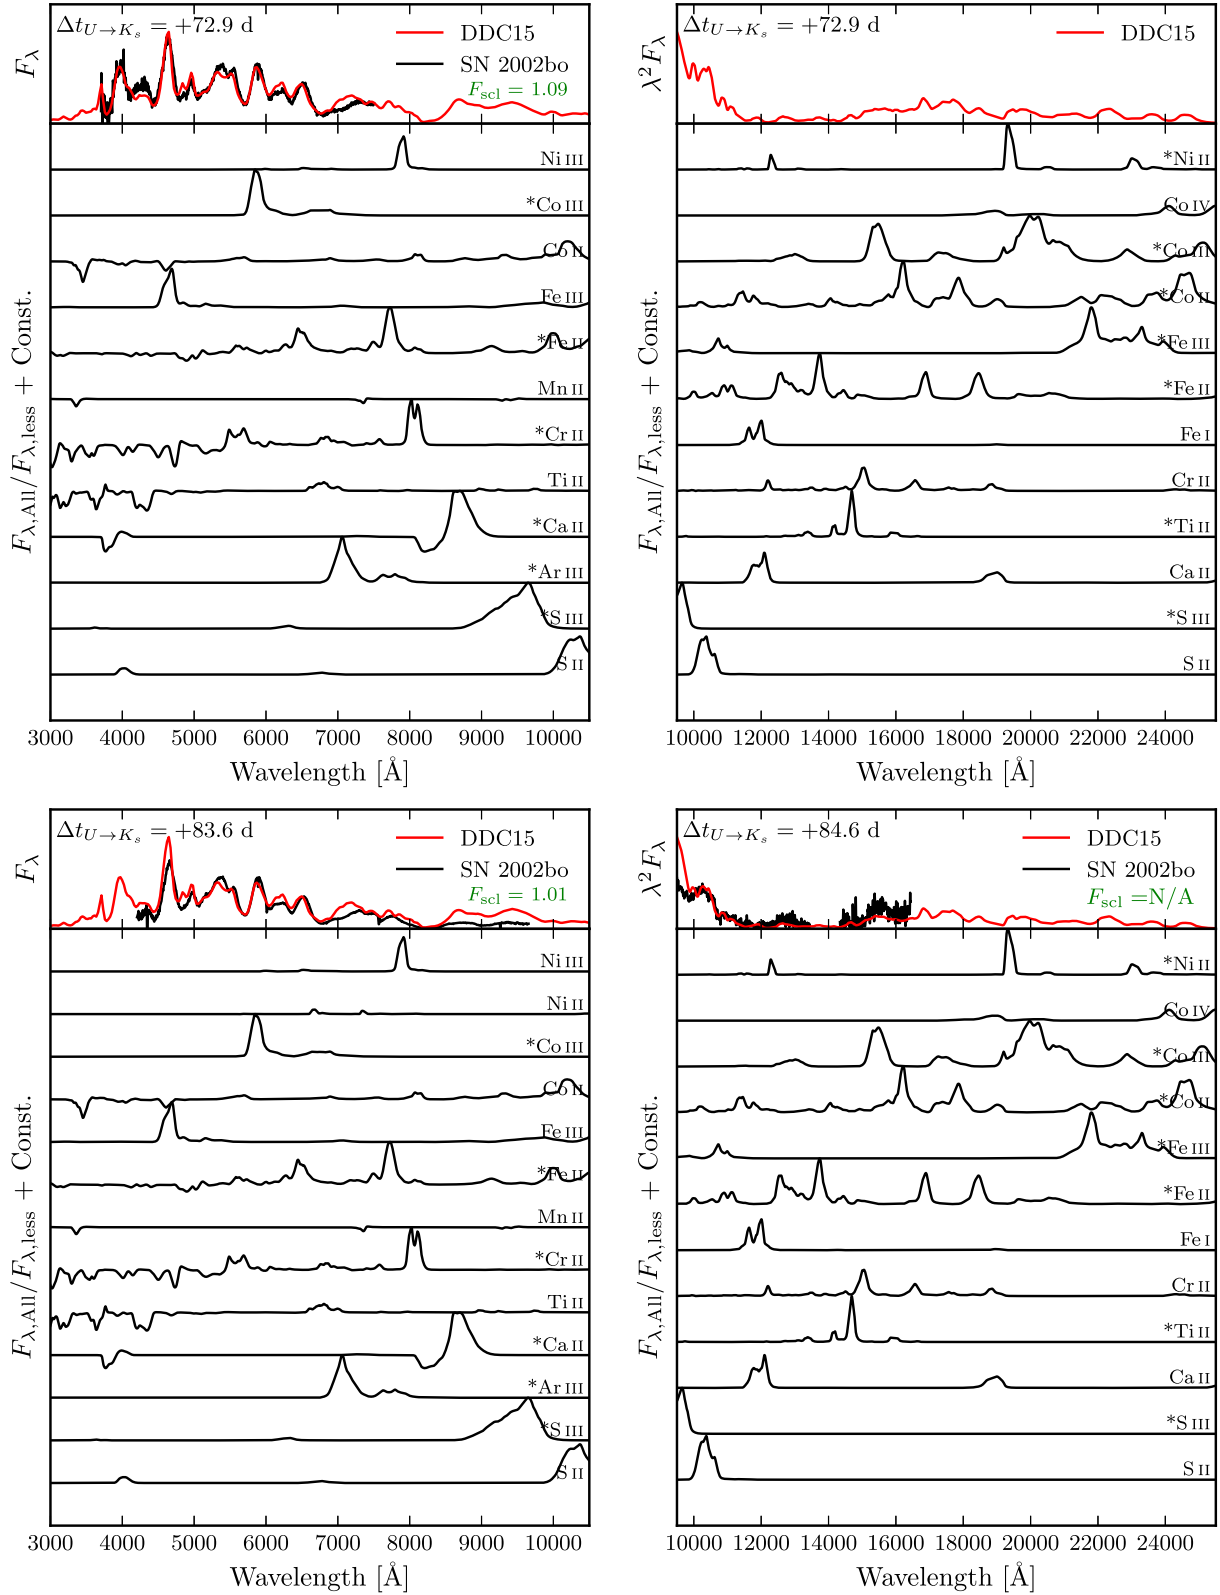 Δt_{U→K_s} = +72.9 d
DDC15
SN 2002bo
F_scl = 1.09
F_λ
Ni III
*Co III
Co II
Fe III
*Fe II
Mn II
*Cr II
Ti II
*Ca II
*Ar III
*S III
S II
F_{λ,All}/F_{λ,less} + Const.
3000 4000 5000 6000 7000 8000 9000 10000
Wavelength [Å]
Δt_{U→K_s} = +72.9 d
DDC15
λ²F_λ
*Ni II
Co IV
*Co III
*Co II
*Fe III
*Fe II
Fe I
Cr II
*Ti II
Ca II
*S III
S II
F_{λ,All}/F_{λ,less} + Const.
10000 12000 14000 16000 18000 20000 22000 24000
Wavelength [Å]
Δt_{U→K_s} = +83.6 d
DDC15
SN 2002bo
F_scl = 1.01
F_λ
Ni III
Ni II
*Co III
Co II
Fe III
*Fe II
Mn II
*Cr II
Ti II
*Ca II
*Ar III
*S III
S II
F_{λ,All}/F_{λ,less} + Const.
3000 4000 5000 6000 7000 8000 9000 10000
Wavelength [Å]
Δt_{U→K_s} = +84.6 d
DDC15
SN 2002bo
F_scl =N/A
λ²F_λ
*Ni II
Co IV
*Co III
*Co II
*Fe III
*Fe II
Fe I
Cr II
*Ti II
Ca II
*S III
S II
F_{λ,All}/F_{λ,less} + Const.
10000 12000 14000 16000 18000 20000 22000 24000
Wavelength [Å]